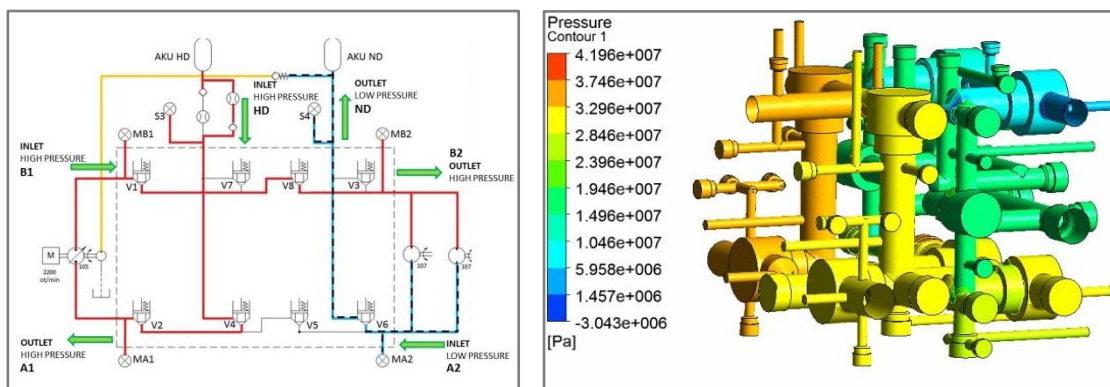 AKU HD
AKU ND
INLET
HIGH PRESSURE
HD
OUTLET
LOW PRESSURE
ND
S3
S4
MB1
MB2
INLET
HIGH PRESSURE
B1
B2
OUTLET
HIGH PRESSURE
V1
V7
V8
V3
M
2200
ot/min
105
107
107
V2
V4
V5
V6
OUTLET
HIGH PRESSURE
A1
MA1
MA2
INLET
LOW PRESSURE
A2
Pressure
Contour 1
4.196e+007
3.746e+007
3.296e+007
2.846e+007
2.396e+007
1.946e+007
1.496e+007
1.046e+007
5.958e+006
1.457e+006
-3.043e+006
[Pa]